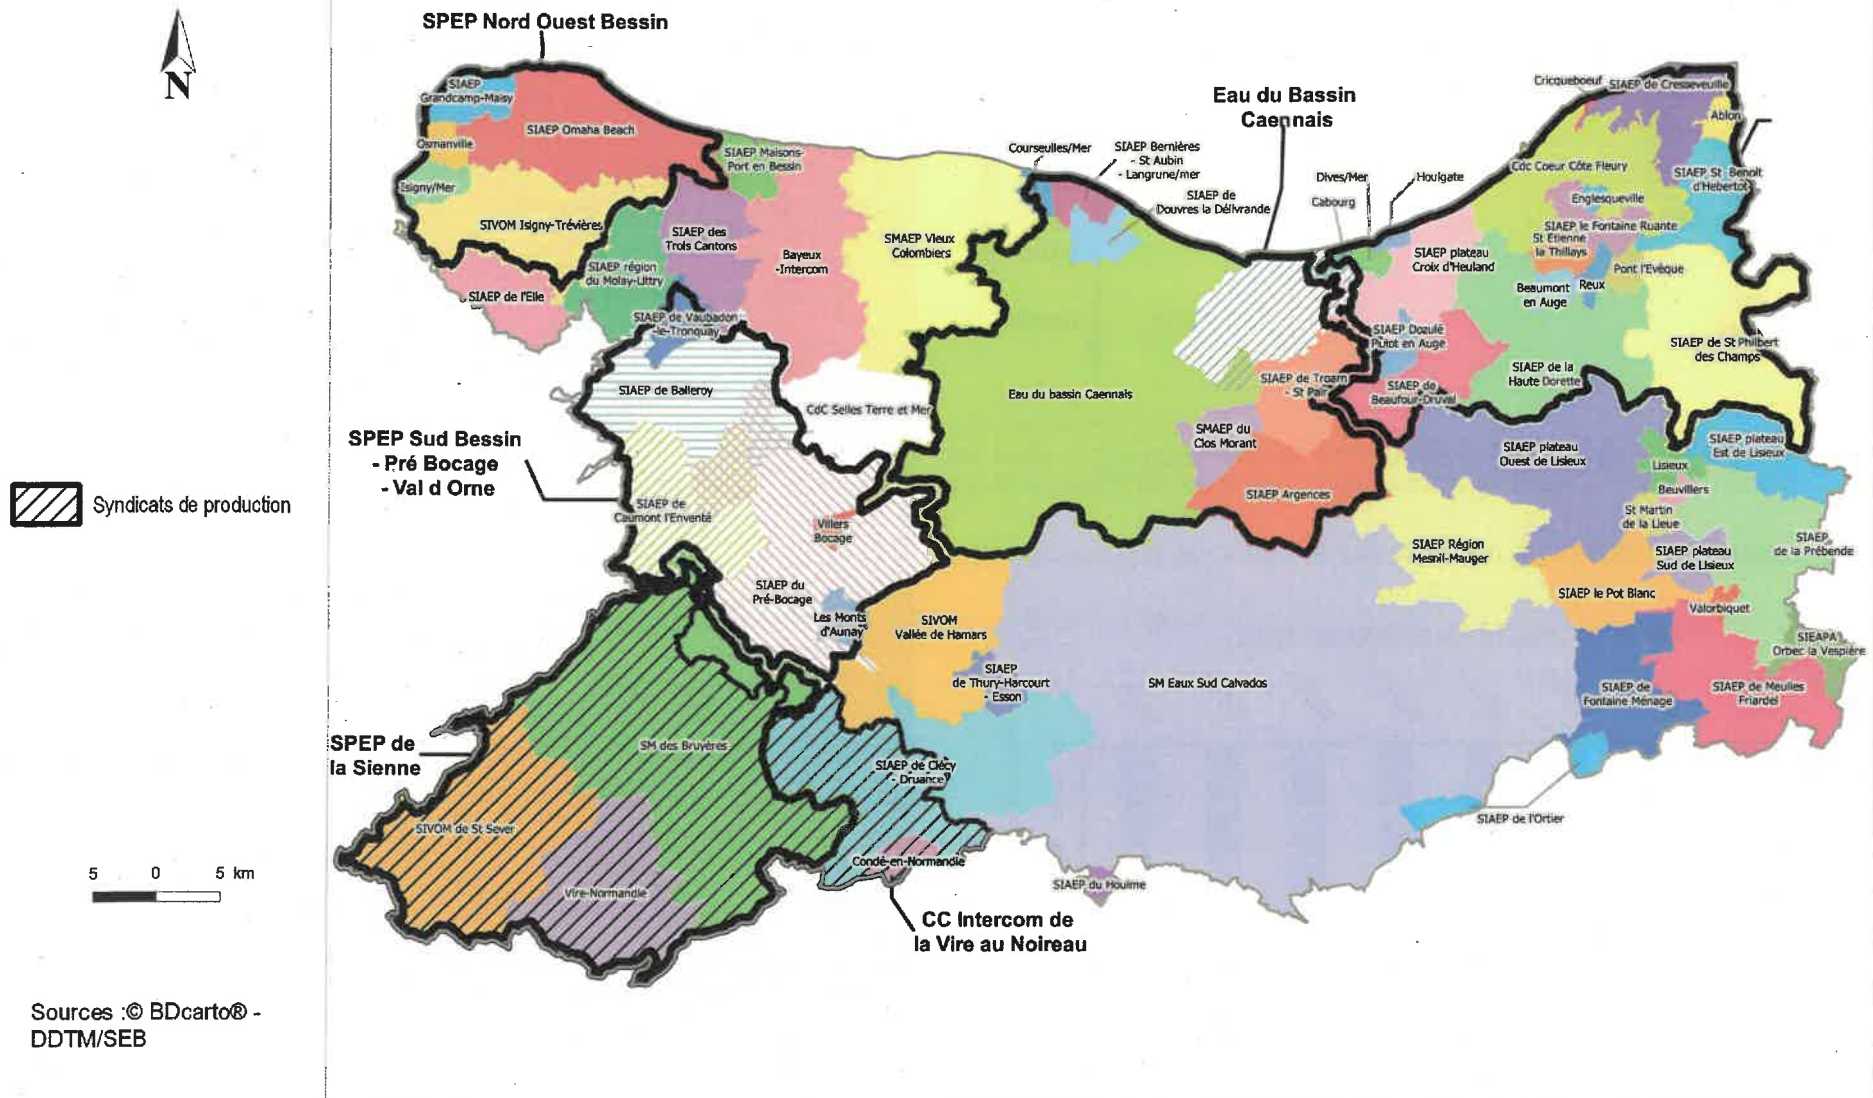 SPEP Nord Ouest Bessin
N
SIAEP
Grandcamp-Maisy
SIAEP Omaha Beach
Osmanville
Isigny/Mer
SIVOM Isigny-Trévières
SIAEP Maisons-
Port en Bessin
SIAEP des
Trois Cantons
SIAEP région
du Molay-Littry
SIAEP de l'Elle
SIAEP de Vaubadon
-le-Tronquay
Bayeux
-Intercom
SMAEP Vieux
Colombiers
Courseulles/Mer
SIAEP Bernières
- St Aubin
- Langrune/mer
SIAEP de
Douvres la Délivrande
Eau du Bassin
Caennais
Dives/Mer
Cabourg
Houlgate
Cricqueboeuf
SIAEP de Cresseveuille
Ablon
Cdc Coeur Côte Fleury
SIAEP St Benoit
d'Hebertot
Englesqueville
SIAEP le Fontaine Ruante
St Etienne
la Thillays
Pont l'Evêque
SIAEP plateau
Croix d'Heuland
Beaumont
en Auge
Reux
SIAEP Dozulé
Putot en Auge
SIAEP de St Philbert
des Champs
SIAEP de la
Haute Dorette
SIAEP de
Beaufour-Druval
SIAEP de Troarn
- St Pair
SIAEP de Balleroy
CdC Selles Terre et Mer
Eau du bassin Caennais
SMAEP du
Clos Morant
SIAEP Argences
SIAEP plateau
Ouest de Lisieux
SIAEP plateau
Est de Lisieux
Lisieux
Beuvillers
St Martin
de la Lieue
SIAEP plateau
Sud de Lisieux
SIAEP
de la Prébende
SPEP Sud Bessin
- Pré Bocage
- Val d Orne
Syndicats de production
SIAEP de
Caumont l'Eventé
Villers
Bocage
SIAEP du
Pré-Bocage
Les Monts
d'Aunay
SIAEP Région
Mesnil-Mauger
SIAEP le Pot Blanc
Valorbiquet
SIEAPA
Orbec la Vespière
SIVOM
Vallée de Hamars
SIAEP
de Thury-Harcourt
- Esson
SM Eaux Sud Calvados
SIAEP de
Fontaine Ménage
SIAEP de Meulles
Friardel
SPEP de
la Sienne
SM des Bruyères
SIAEP de Clécy
- Druance
SIVOM de St Sever
SIAEP de l'Ortier
Condé-en-Normandie
Vire-Normandie
SIAEP du Houlme
5 0 5 km
CC Intercom de
la Vire au Noireau
Sources :© BDcarto® -
DDTM/SEB